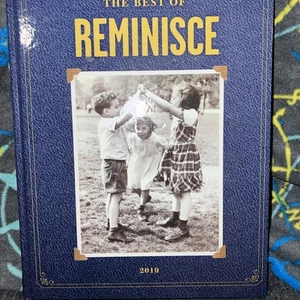 THE BEST OF
REMINISCE
2019